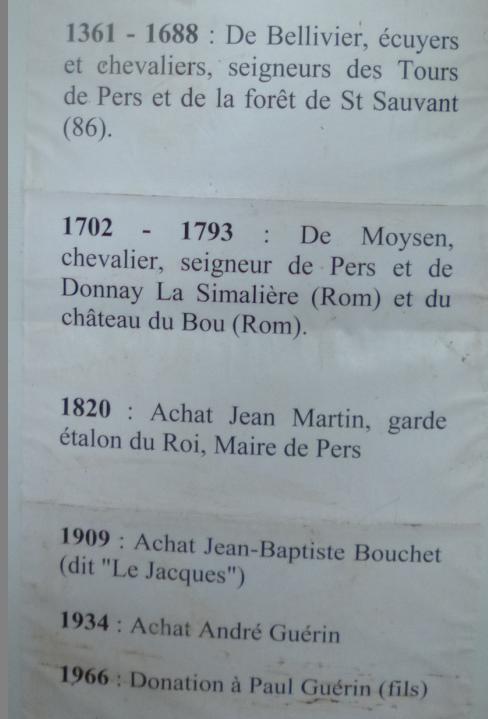 1361 - 1688 : De Bellivier, écuyers
et chevaliers, seigneurs des Tours
de Pers et de la forêt de St Sauvant
(86).
1702 - 1793 : De Moysen,
chevalier, seigneur de Pers et de
Donnay La Simalière (Rom) et du
château du Bou (Rom).
1820 : Achat Jean Martin, garde
étalon du Roi, Maire de Pers
1909 : Achat Jean-Baptiste Bouchet
(dit "Le Jacques")
1934 : Achat André Guérin
1966 : Donation à Paul Guérin (fils)